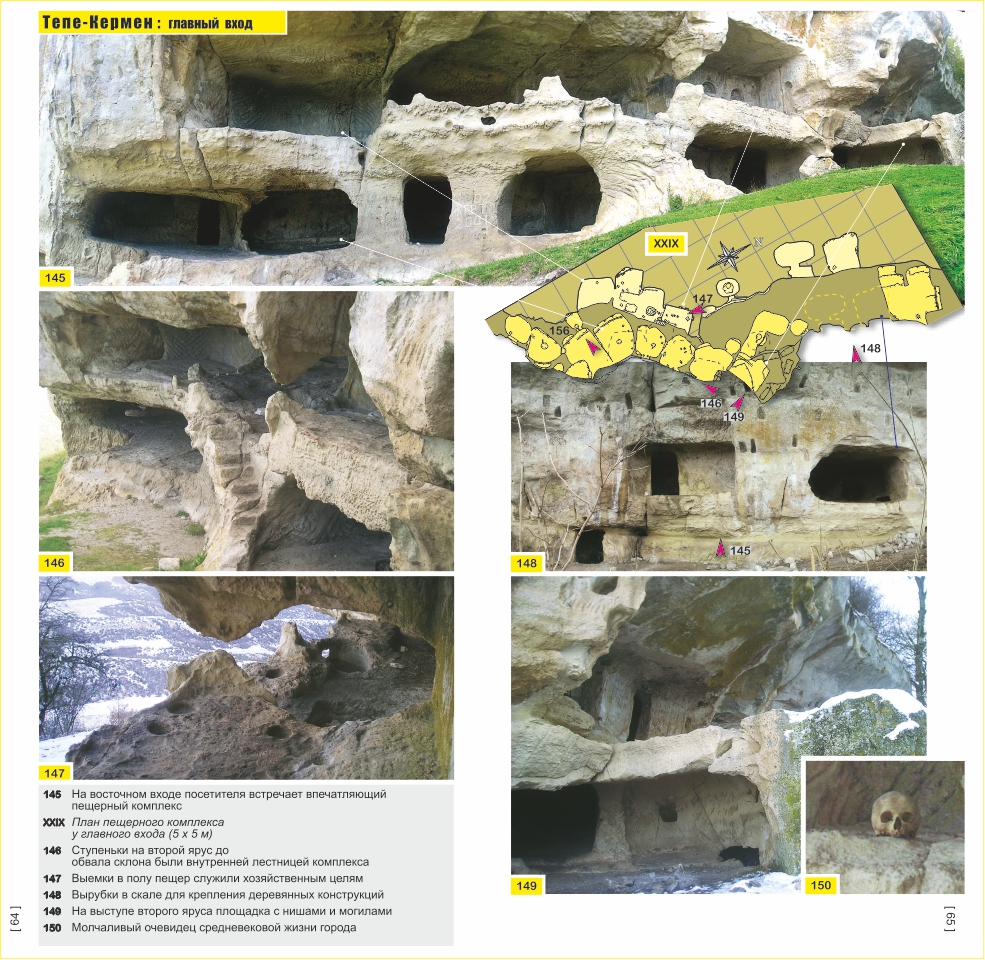 Тепе-Кермен : главный вход
145
XXIX
N
147
156
148
146
149
146
148
145
147
149
150
145 На восточном входе посетителя встречает впечатляющий
пещерный комплекс
XXIX План пещерного комплекса
у главного входа (5 x 5 м)
146 Ступеньки на второй ярус до
обвала склона были внутренней лестницей комплекса
147 Выемки в полу пещер служили хозяйственным целям
148 Вырубки в скале для крепления деревянных конструкций
149 На выступе второго яруса площадка с нишами и могилами
150 Молчаливый очевидец средневековой жизни города
[ 64 ]
[ 65 ]